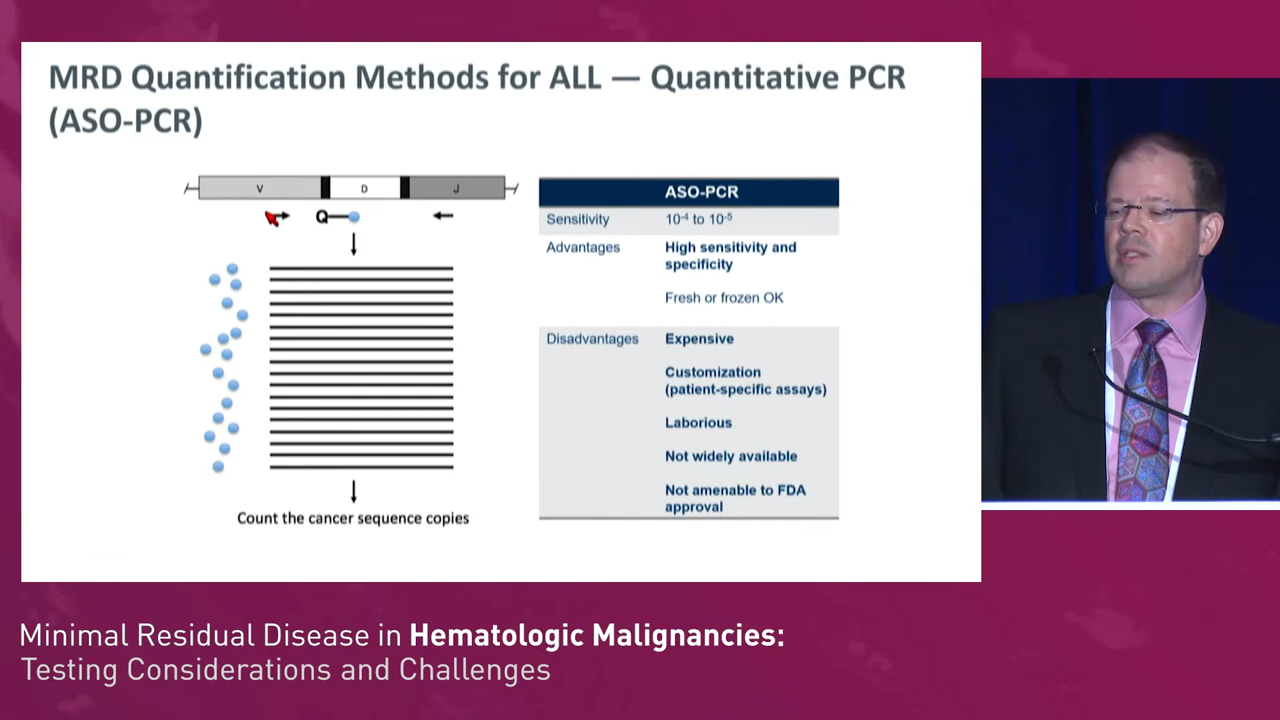 MRD Quantification Methods for ALL — Quantitative PCR
(ASO-PCR)
V
D
J
Q
Count the cancer sequence copies
ASO-PCR
Sensitivity
10-4 to 10-5
Advantages
High sensitivity and
specificity
Fresh or frozen OK
Disadvantages
Expensive
Customization
(patient-specific assays)
Laborious
Not widely available
Not amenable to FDA
approval
Minimal Residual Disease in Hematologic Malignancies:
Testing Considerations and Challenges